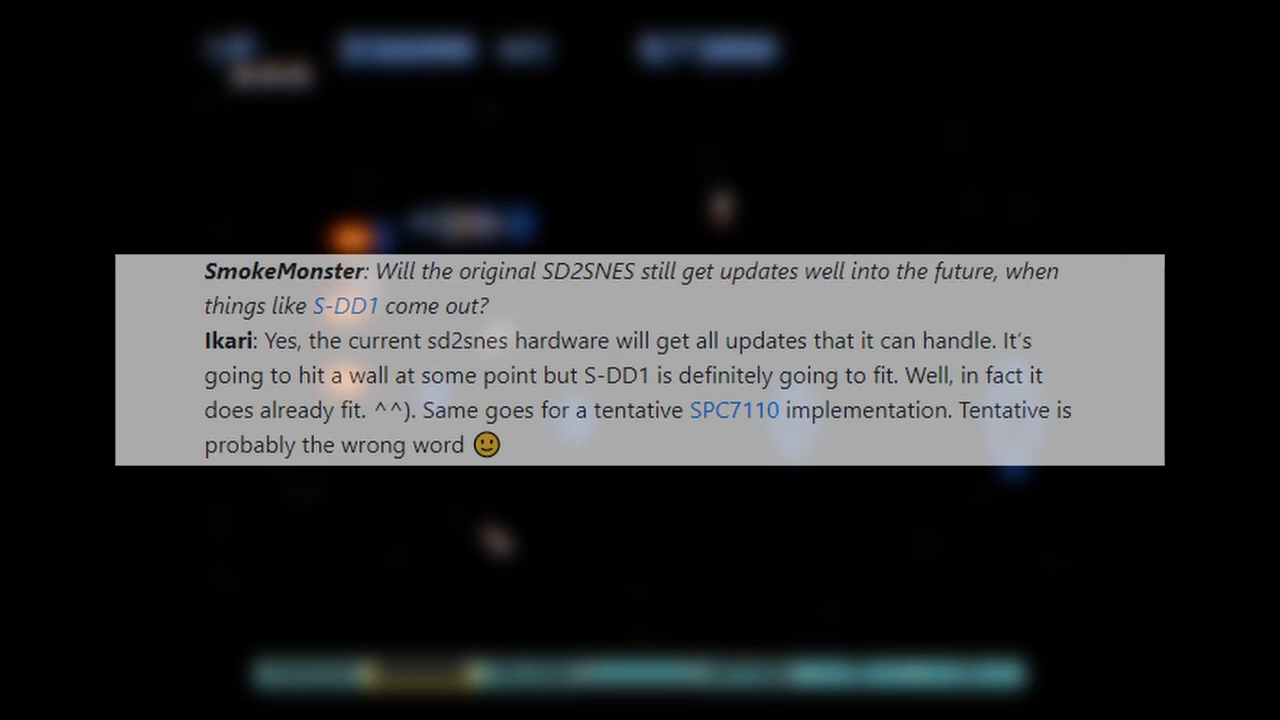 SmokeMonster: Will the original SD2SNES still get updates well into the future, when
things like S-DD1 come out?
Ikari: Yes, the current sd2snes hardware will get all updates that it can handle. It's
going to hit a wall at some point but S-DD1 is definitely going to fit. Well, in fact it
does already fit. ^^). Same goes for a tentative SPC7110 implementation. Tentative is
probably the wrong word 🙂